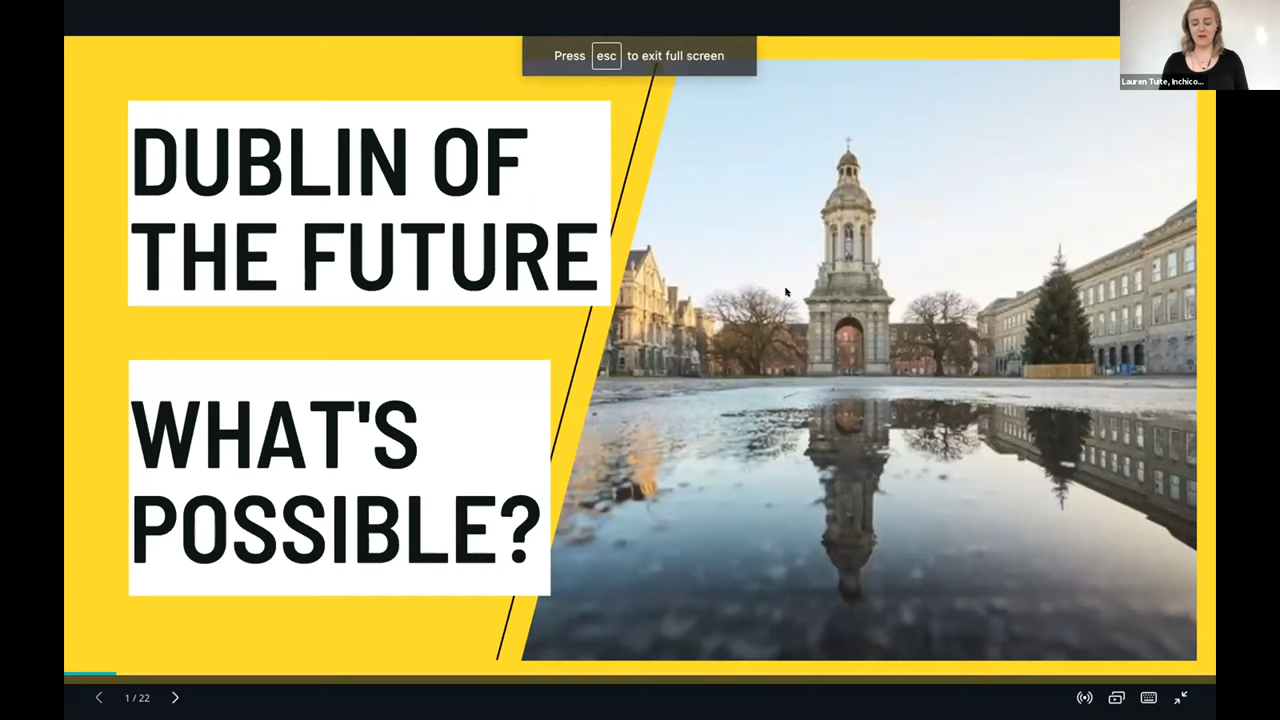 Press esc to exit full screen
Lauren Tuite, Inchico...
DUBLIN OF
THE FUTURE
WHAT'S
POSSIBLE?
1 / 22